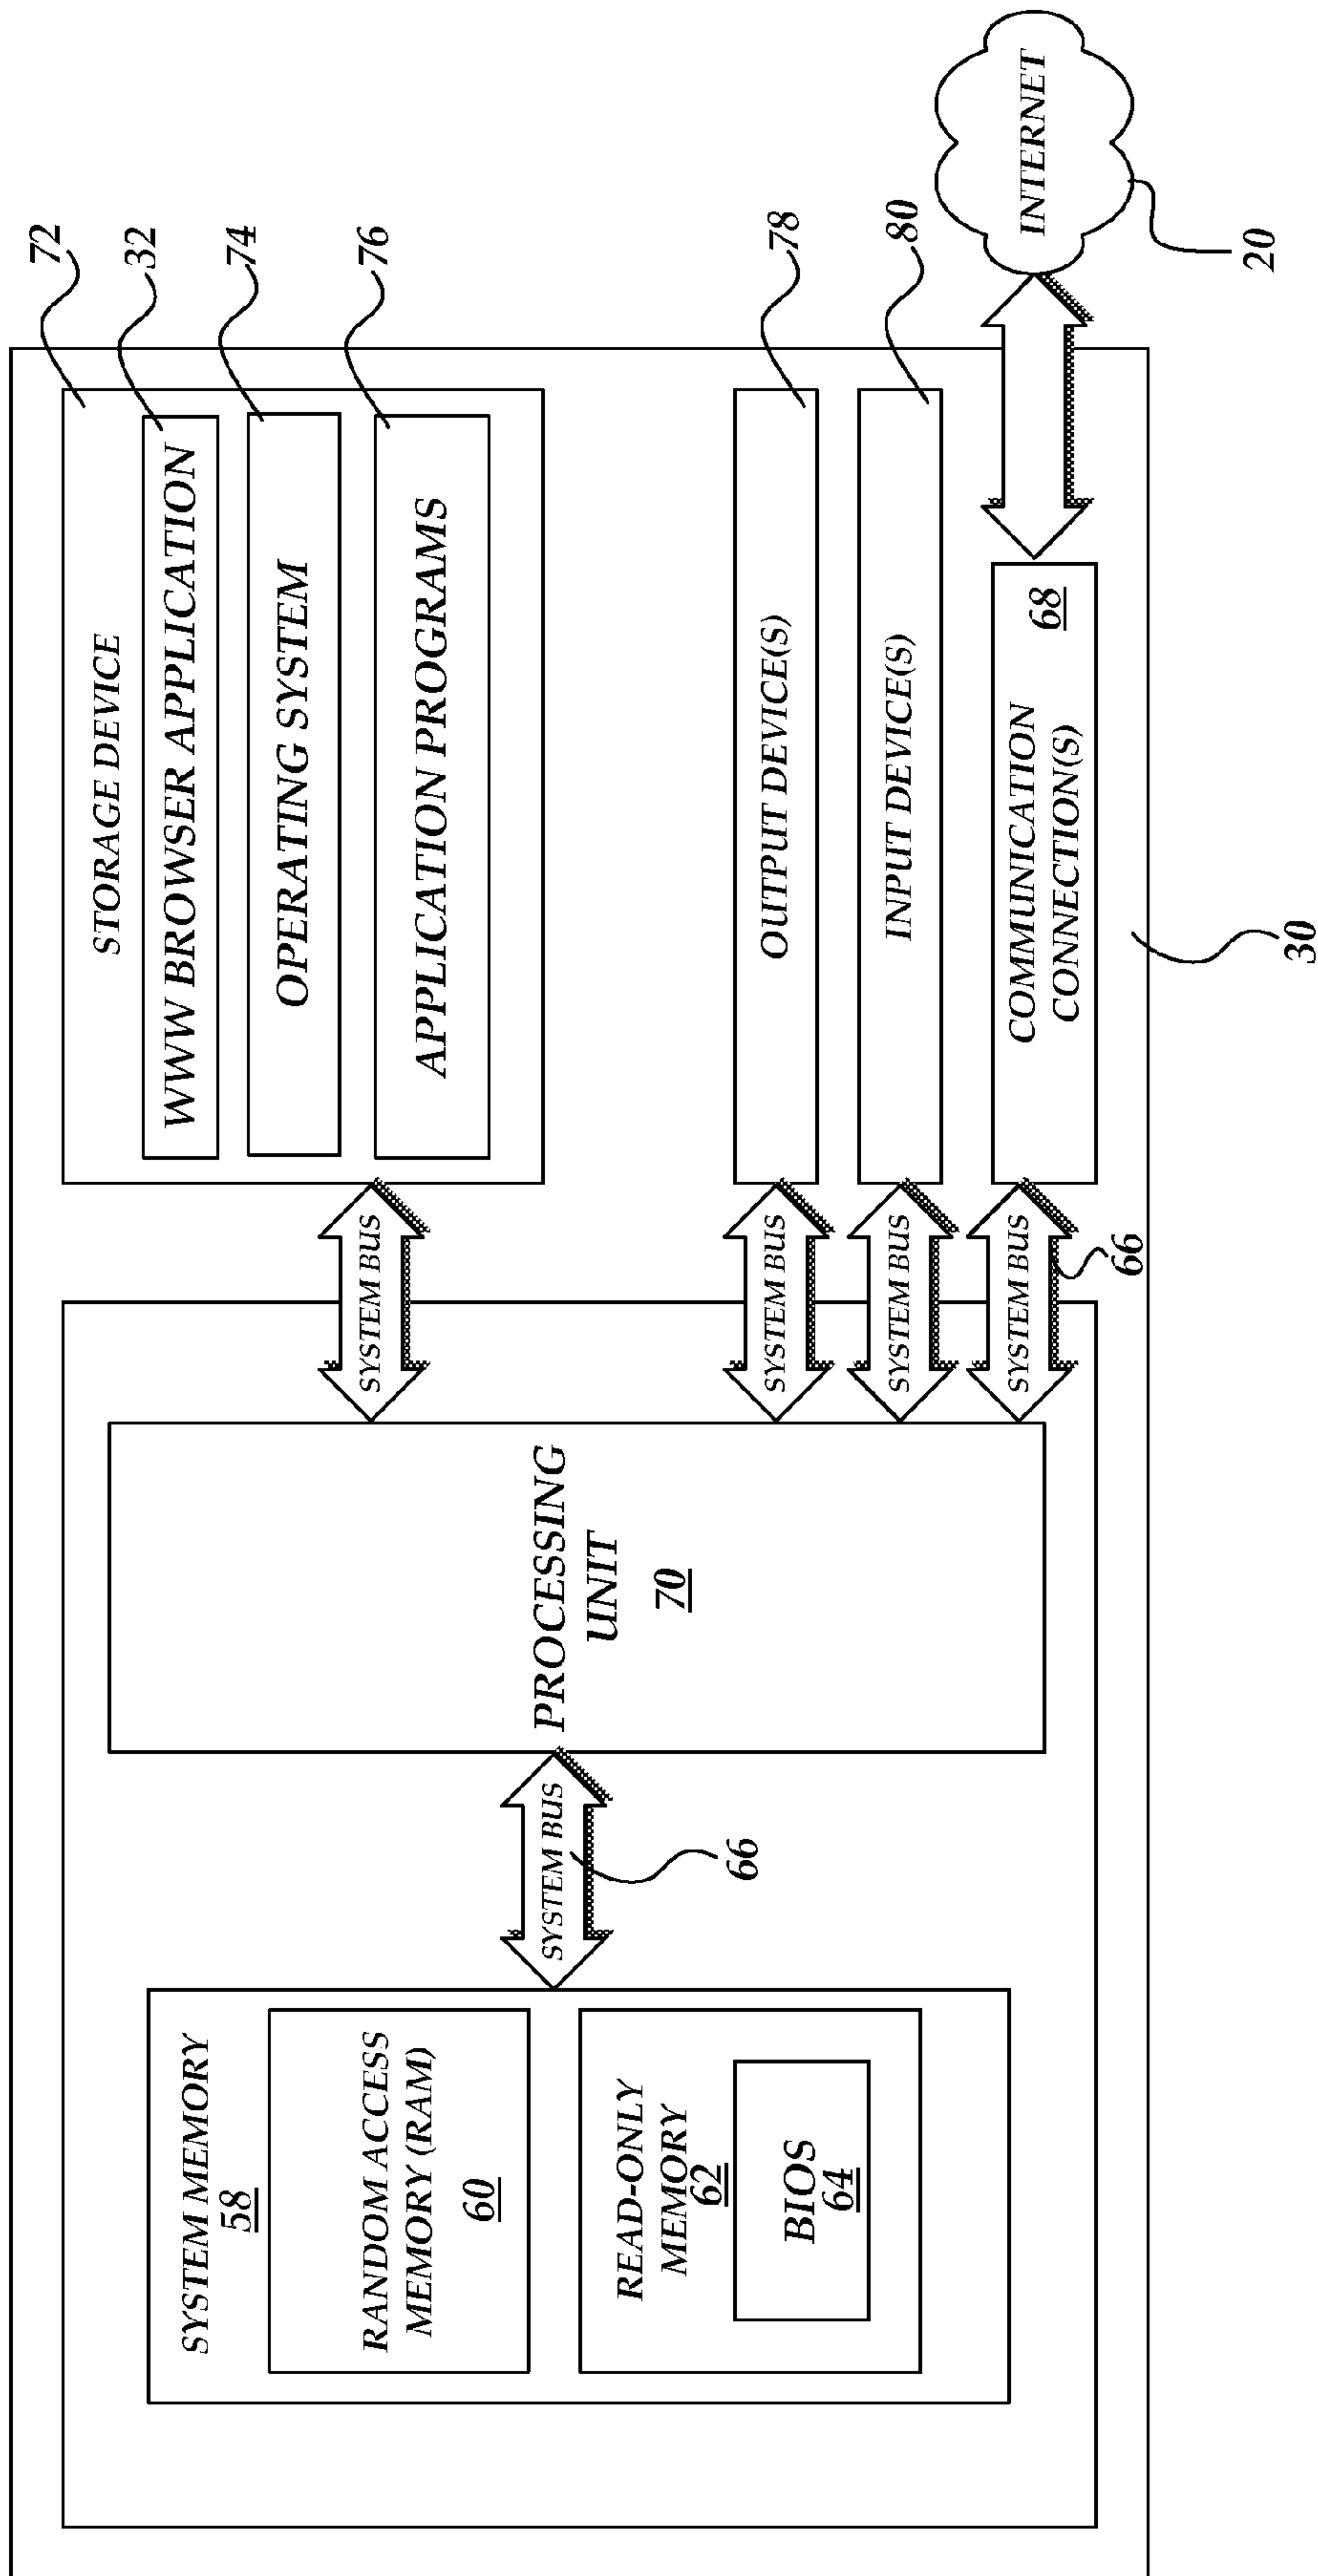 SYSTEM MEMORY
58
RANDOM ACCESS
MEMORY (RAM)
60
READ-ONLY
MEMORY
62
BIOS
64
SYSTEM BUS
66
PROCESSING
UNIT
70
SYSTEM BUS
SYSTEM BUS
SYSTEM BUS
SYSTEM BUS
66
STORAGE DEVICE
72
WWW BROWSER APPLICATION
32
OPERATING SYSTEM
74
APPLICATION PROGRAMS
76
OUTPUT DEVICE(S)
78
INPUT DEVICE(S)
80
COMMUNICATION
CONNECTION(S)
68
30
INTERNET
20